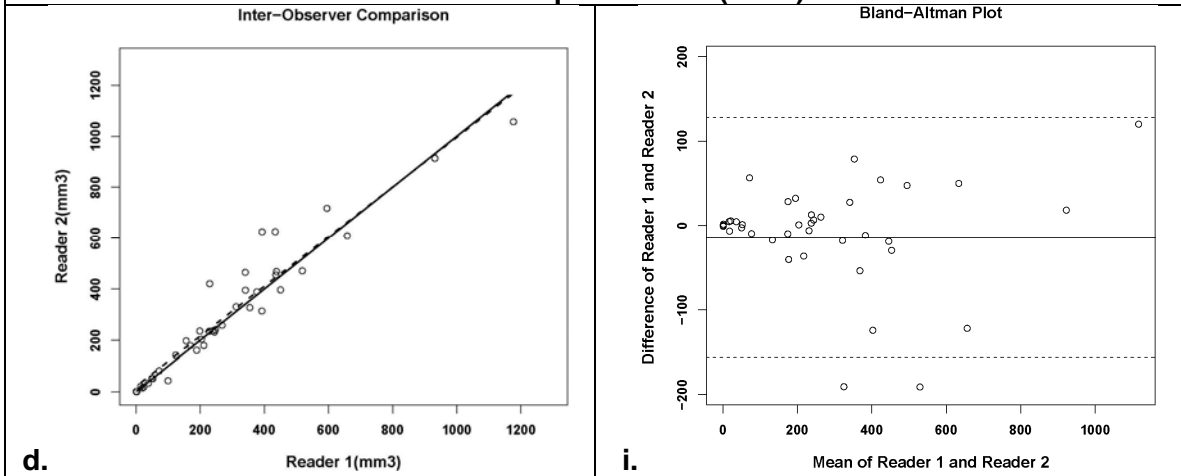 Inter−Observer Comparison
1200
1000
800
600
400
200
0
Reader 2(mm3)
0 200 400 600 800 1000 1200
Reader 1(mm3)
d.
Bland−Altman Plot
200
100
0
−100
−200
Difference of Reader 1 and Reader 2
0 200 400 600 800 1000
Mean of Reader 1 and Reader 2
i.